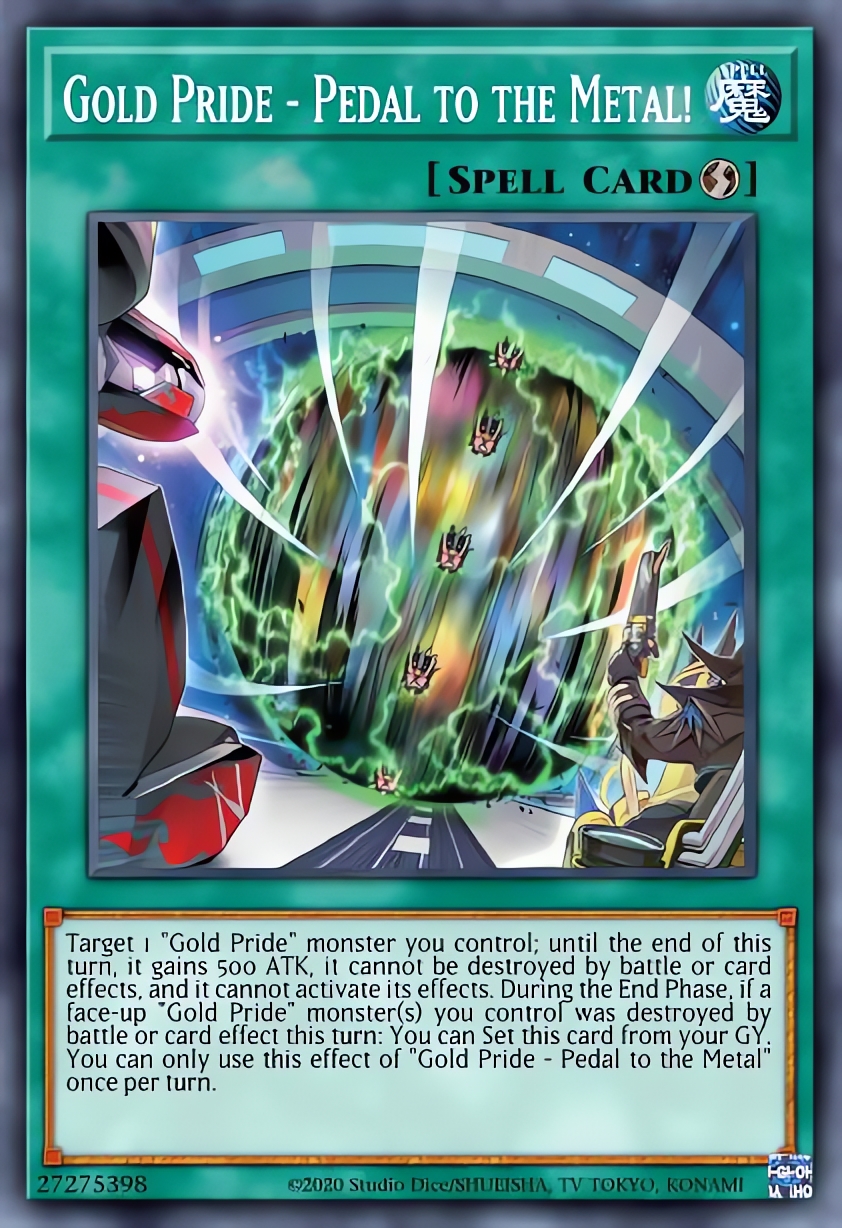 Gold Pride - Pedal to the Metal!
魔
[Spell Card]
Target 1 "Gold Pride" monster you control; until the end of this
turn, it gains 500 ATK, it cannot be destroyed by battle or card
effects, and it cannot activate its effects. During the End Phase, if a
face-up "Gold Pride" monster(s) you control was destroyed by
battle or card effect this turn: You can Set this card from your GY.
You can only use this effect of "Gold Pride - Pedal to the Metal"
once per turn.
27275398 ©2020 Studio Dice/SHUEISHA, TV TOKYO, KONAMI